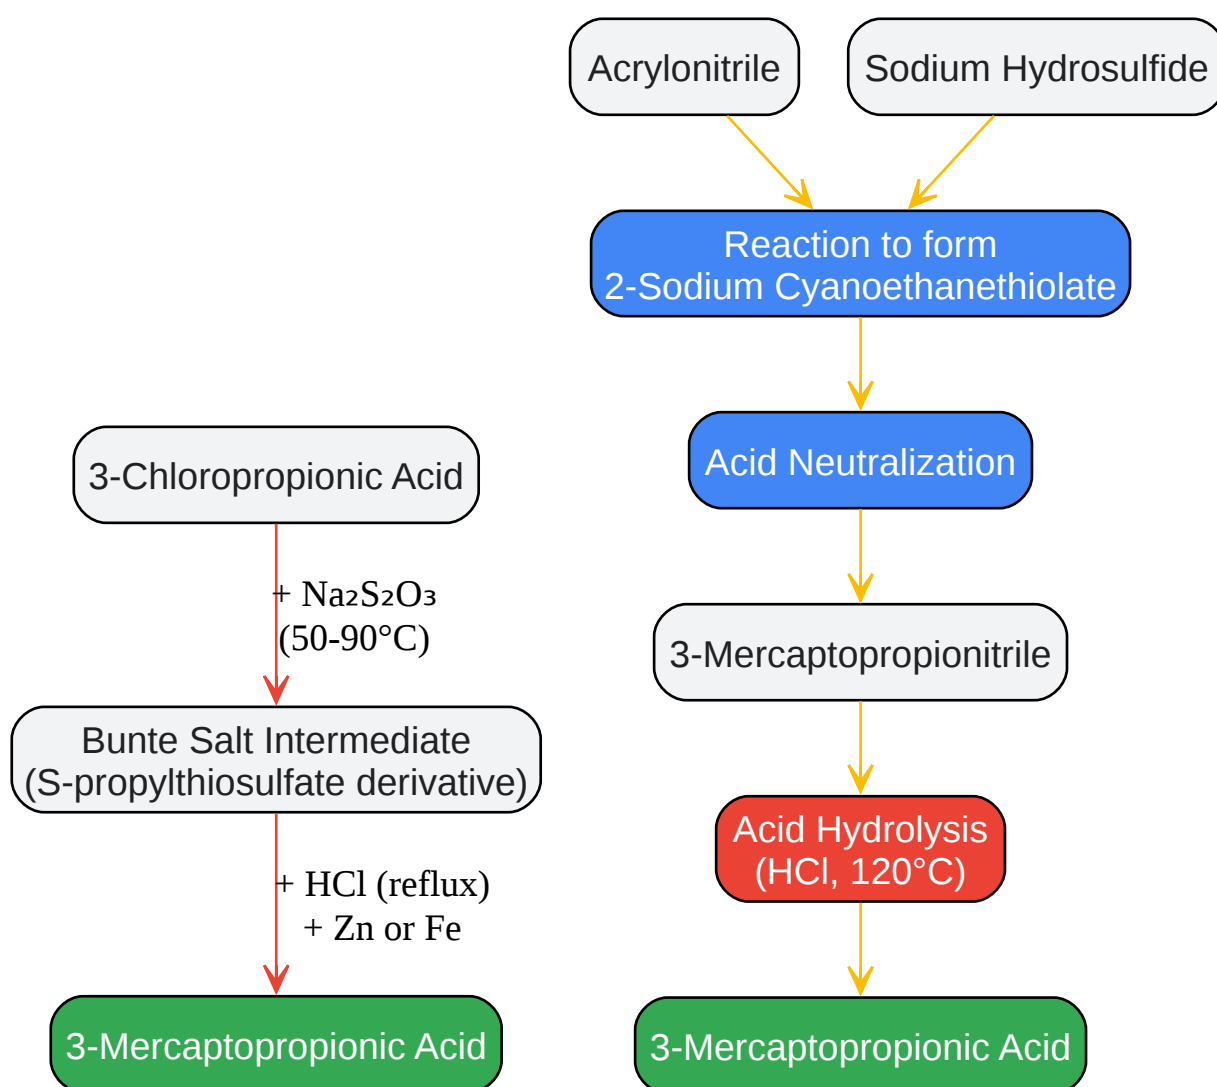 Acrylonitrile
Sodium Hydrosulfide
Reaction to form
2-Sodium Cyanoethanethiolate
Acid Neutralization
3-Chloropropionic Acid
+ Na₂S₂O₃
(50-90°C)
3-Mercaptopropionitrile
Bunte Salt Intermediate
(S-propylthiosulfate derivative)
Acid Hydrolysis
(HCl, 120°C)
+ HCl (reflux)
+ Zn or Fe
3-Mercaptopropionic Acid
3-Mercaptopropionic Acid